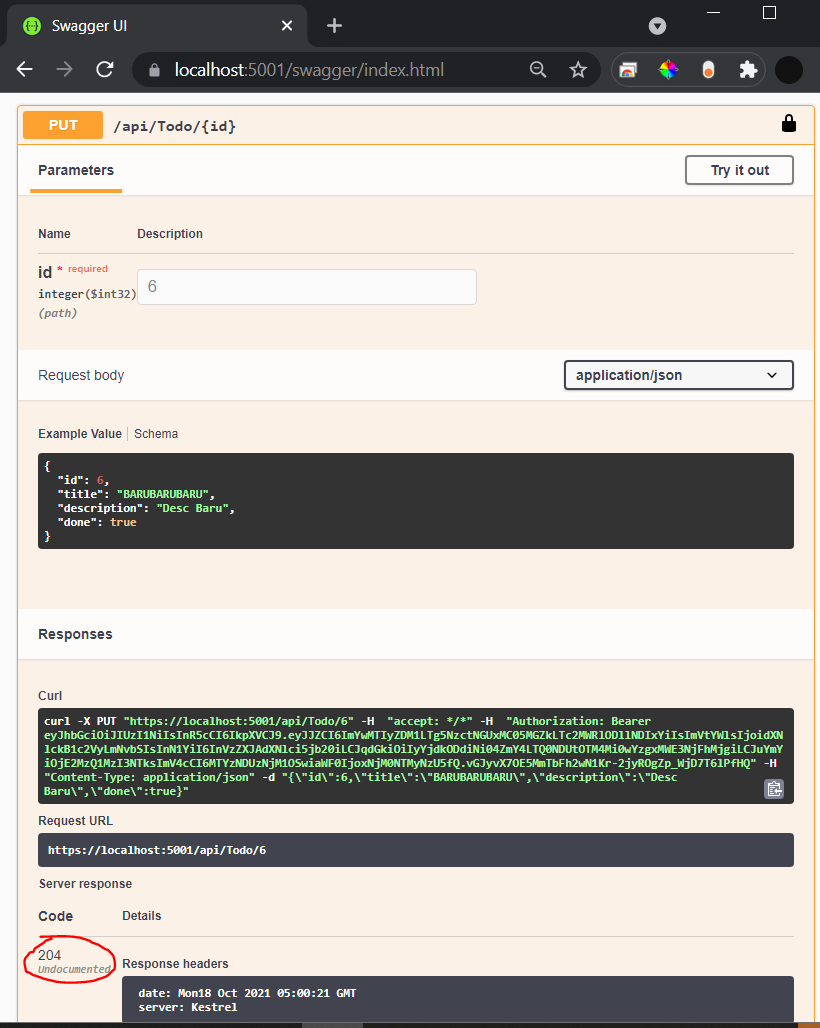 Swagger UI
localhost:5001/swagger/index.html
PUT /api/Todo/{id}
Parameters
Try it out
Name Description
id * required
integer($int32)
(path)
6
Request body
application/json
Example Value Schema
{
"id": 6,
"title": "BARUBARUBARU",
"description": "Desc Baru",
"done": true
}
Responses
Curl
curl -X PUT "https://localhost:5001/api/Todo/6" -H "accept: */*" -H "Authorization: Bearer
"Content-Type: application/json" -d "{\"id\":6,\"title\":\"BARUBARUBARU\",\"description\":\"Desc
Baru\",\"done\":true}"
Request URL
https://localhost:5001/api/Todo/6
Server response
Code Details
204
Undocumented
Response headers
date: Mon18 Oct 2021 05:00:21 GMT
server: Kestrel